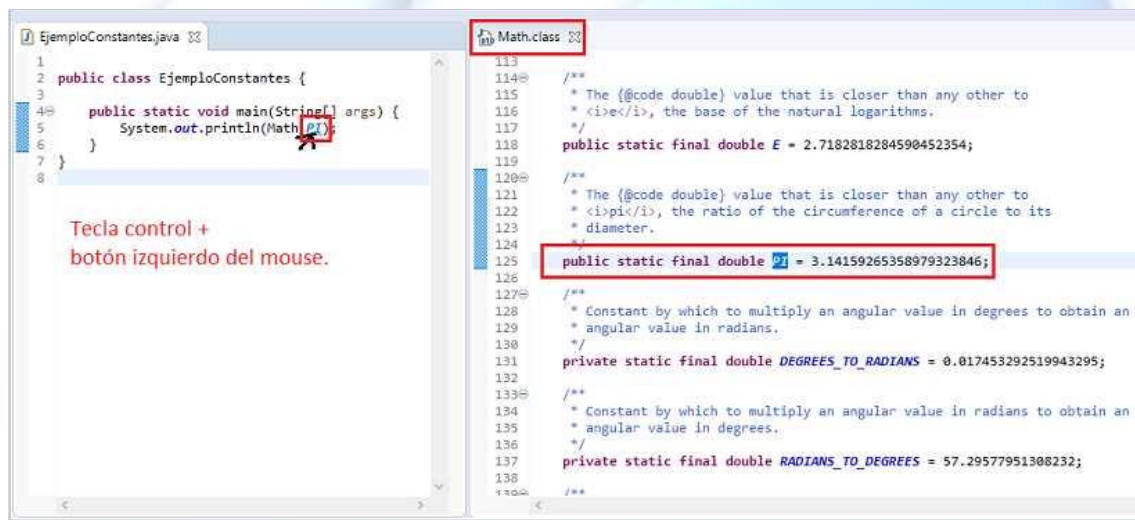 EjemploConstantes.java
1
2 public class EjemploConstantes {
3
4 public static void main(String[] args) {
5 System.out.println(Math.PI);
6 }
7 }
8
Tecla control +
botón izquierdo del mouse.
Math.class
113
114 /**
115 * The {@code double} value that is closer than any other to
116 * <i>e</i>, the base of the natural logarithms.
117 */
118 public static final double E = 2.7182818284590452354;
119
120 /**
121 * The {@code double} value that is closer than any other to
122 * <i>pi</i>, the ratio of the circumference of a circle to its
123 * diameter.
124 */
125 public static final double PI = 3.14159265358979323846;
126
127 /**
128 * Constant by which to multiply an angular value in degrees to obtain an
129 * angular value in radians.
130 */
131 private static final double DEGREES_TO_RADIANS = 0.017453292519943295;
132
133 /**
134 * Constant by which to multiply an angular value in radians to obtain an
135 * angular value in degrees.
136 */
137 private static final double RADIANS_TO_DEGREES = 57.29577951308232;
138
139 /**